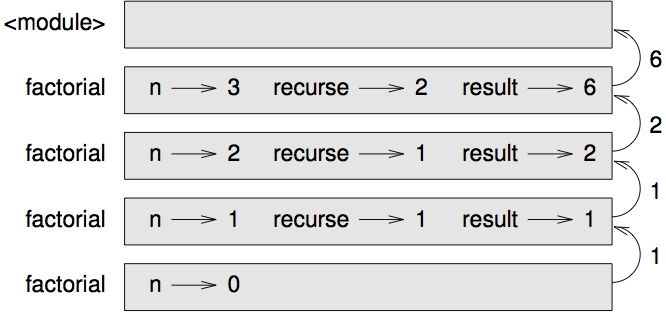 <module>
6
factorial n 3 recurse 2 result 6
2
factorial n 2 recurse 1 result 2
1
factorial n 1 recurse 1 result 1
1
factorial n 0